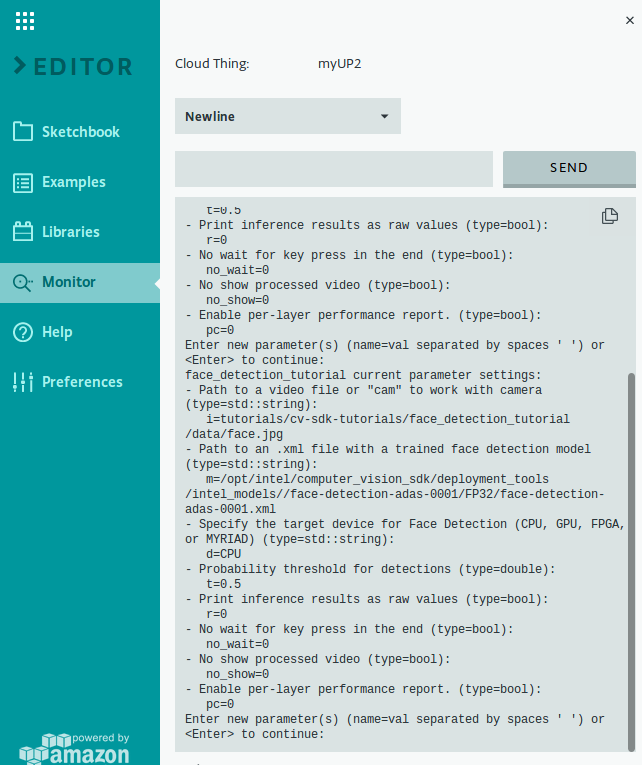 ×
EDITOR
Cloud Thing: myUP2
Newline
SEND
Sketchbook
Examples
Libraries
Monitor
Help
Preferences
t=0.5
- Print inference results as raw values (type=bool):
r=0
- No wait for key press in the end (type=bool):
no_wait=0
- No show processed video (type=bool):
no_show=0
- Enable per-layer performance report. (type=bool):
pc=0
Enter new parameter(s) (name=val separated by spaces ' ') or
<Enter> to continue:
face_detection_tutorial current parameter settings:
- Path to a video file or "cam" to work with camera
(type=std::string):
i=tutorials/cv-sdk-tutorials/face_detection_tutorial
/data/face.jpg
- Path to an .xml file with a trained face detection model
(type=std::string):
m=/opt/intel/computer_vision_sdk/deployment_tools
/intel_models//face-detection-adas-0001/FP32/face-detection-
adas-0001.xml
- Specify the target device for Face Detection (CPU, GPU, FPGA,
or MYRIAD) (type=std::string):
d=CPU
- Probability threshold for detections (type=double):
t=0.5
- Print inference results as raw values (type=bool):
r=0
- No wait for key press in the end (type=bool):
no_wait=0
- No show processed video (type=bool):
no_show=0
- Enable per-layer performance report. (type=bool):
pc=0
Enter new parameter(s) (name=val separated by spaces ' ') or
<Enter> to continue:
powered by
amazon